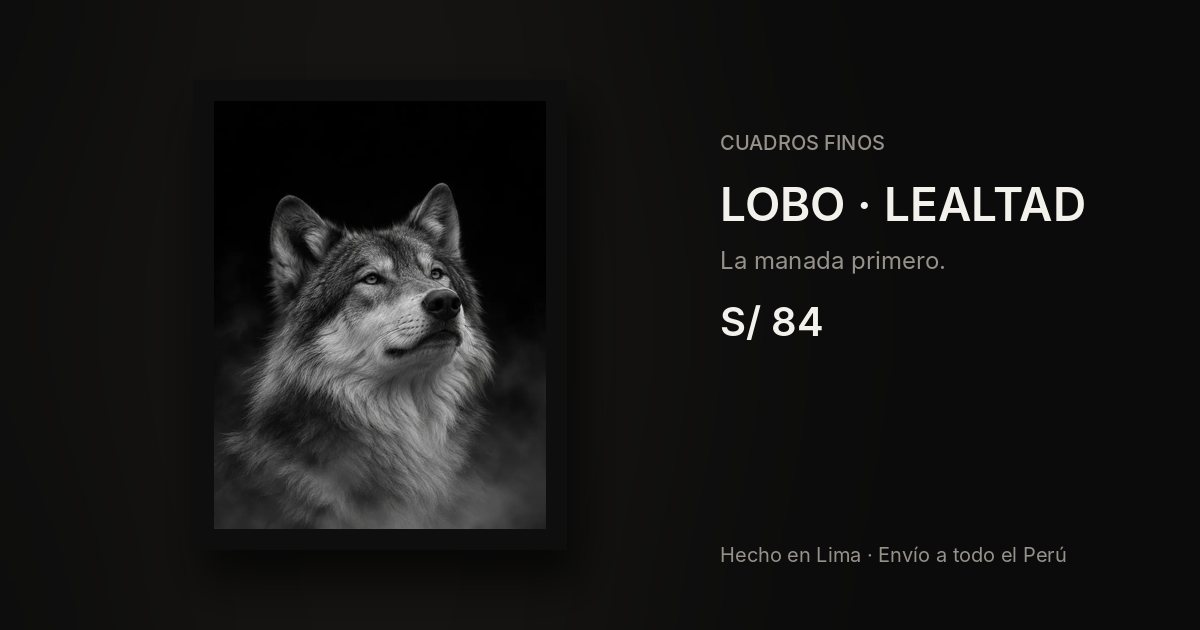 CUADROS FINOS
LOBO · LEALTAD
La manada primero.
S/ 84
Hecho en Lima · Envío a todo el Perú